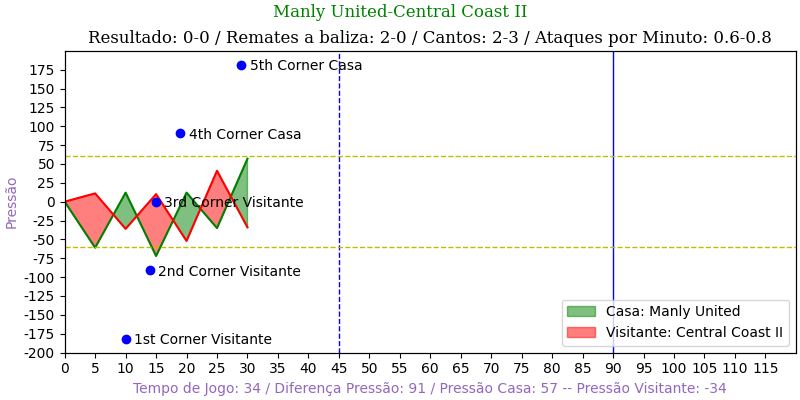 Manly United-Central Coast II
Resultado: 0-0 / Remates a baliza: 2-0 / Cantos: 2-3 / Ataques por Minuto: 0.6-0.8
Pressão
175
150
125
100
75
50
25
0
-25
-50
-75
-100
-125
-150
-175
-200
5th Corner Casa
4th Corner Casa
3rd Corner Visitante
2nd Corner Visitante
1st Corner Visitante
Casa: Manly United
Visitante: Central Coast II
0 5 10 15 20 25 30 35 40 45 50 55 60 65 70 75 80 85 90 95 100 105 110 115
Tempo de Jogo: 34 / Diferença Pressão: 91 / Pressão Casa: 57 -- Pressão Visitante: -34